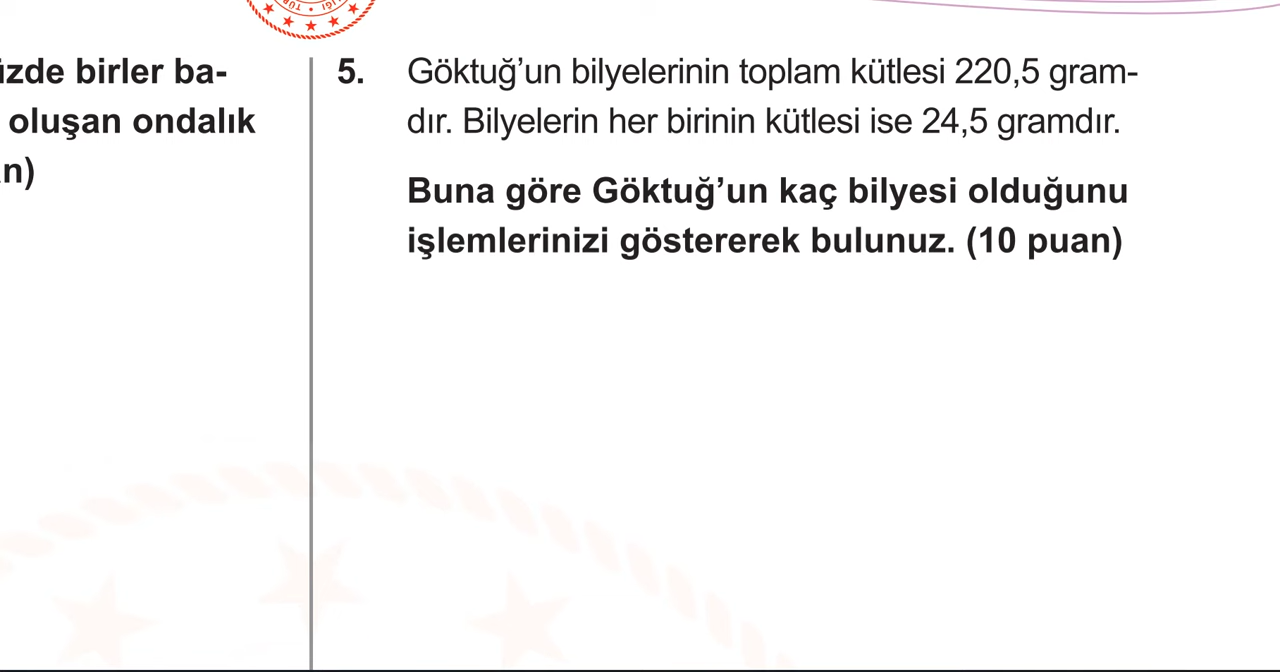 birler ba-
oluşan ondalık
5. Göktuğ’un bilyelerinin toplam kütlesi 220,5 gram-
dır. Bilyelerin her birinin kütlesi ise 24,5 gramdır.
Buna göre Göktuğ’un kaç bilyesi olduğunu
işlemlerinizi göstererek bulunuz. (10 puan)